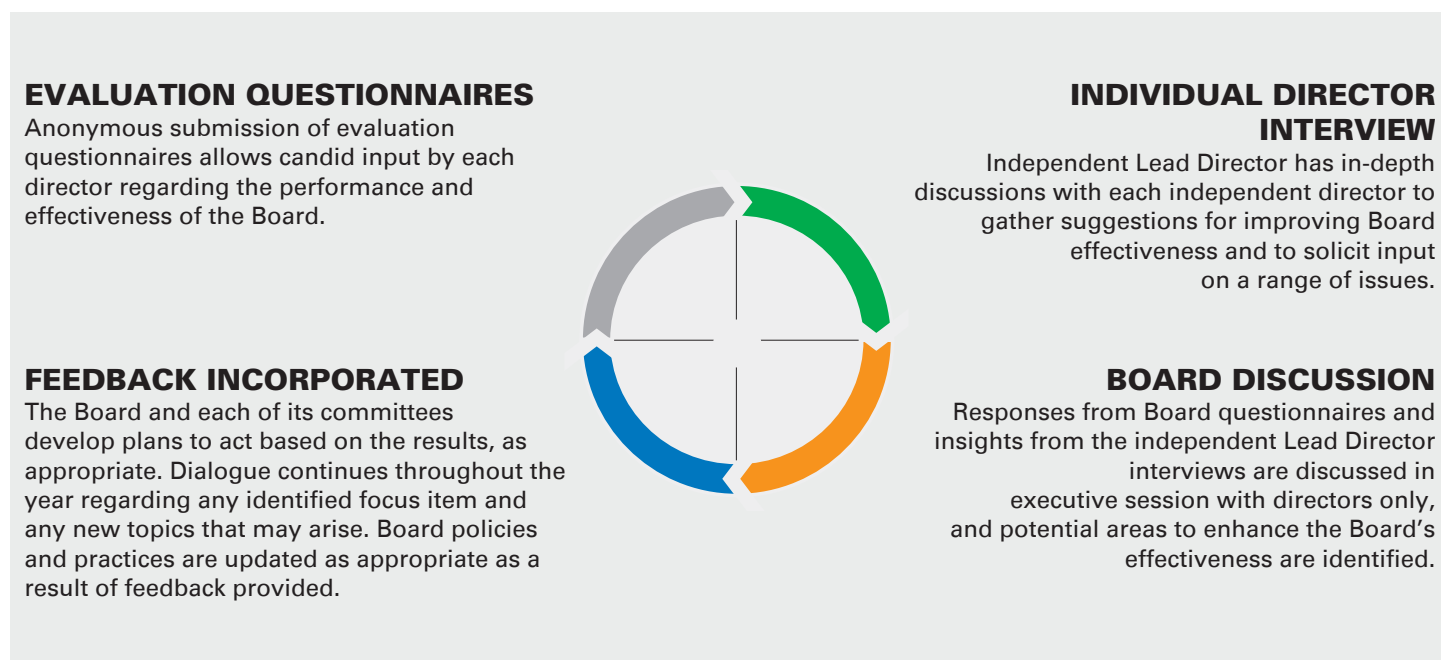 EVALUATION QUESTIONNAIRES
Anonymous submission of evaluation
questionnaires allows candid input by each
director regarding the performance and
effectiveness of the Board.
INDIVIDUAL DIRECTOR
INTERVIEW
Independent Lead Director has in-depth
discussions with each independent director to
gather suggestions for improving Board
effectiveness and to solicit input
on a range of issues.
FEEDBACK INCORPORATED
The Board and each of its committees
develop plans to act based on the results, as
appropriate. Dialogue continues throughout the
year regarding any identified focus item and
any new topics that may arise. Board policies
and practices are updated as appropriate as a
result of feedback provided.
BOARD DISCUSSION
Responses from Board questionnaires and
insights from the independent Lead Director
interviews are discussed in
executive session with directors only,
and potential areas to enhance the Board’s
effectiveness are identified.